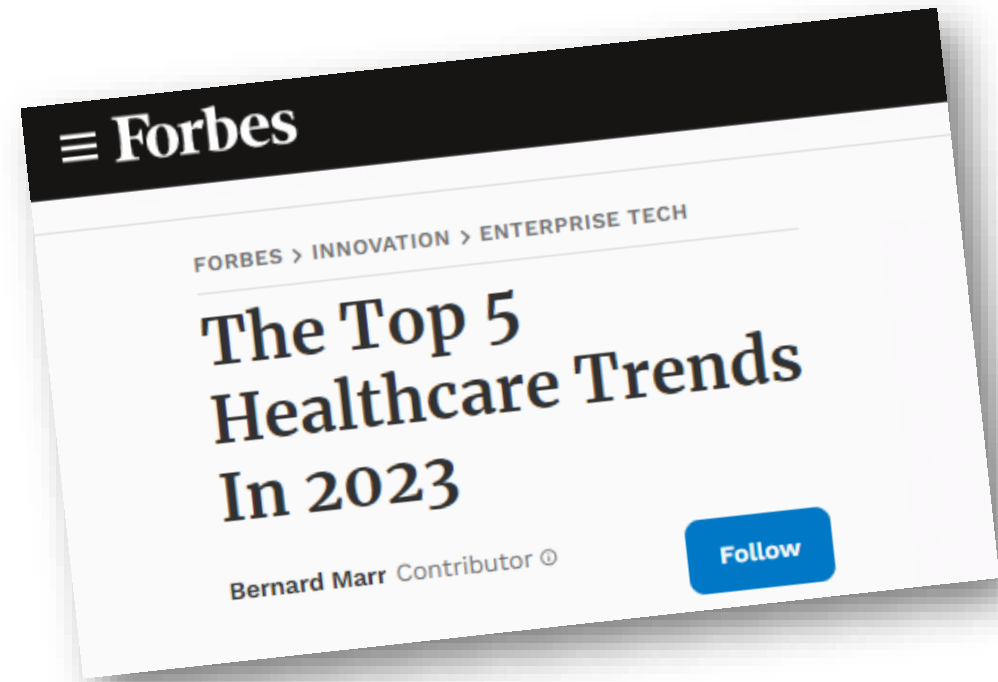 Forbes
FORBES > INNOVATION > ENTERPRISE TECH
The Top 5
Healthcare Trends
In 2023
Bernard Marr Contributor
Follow